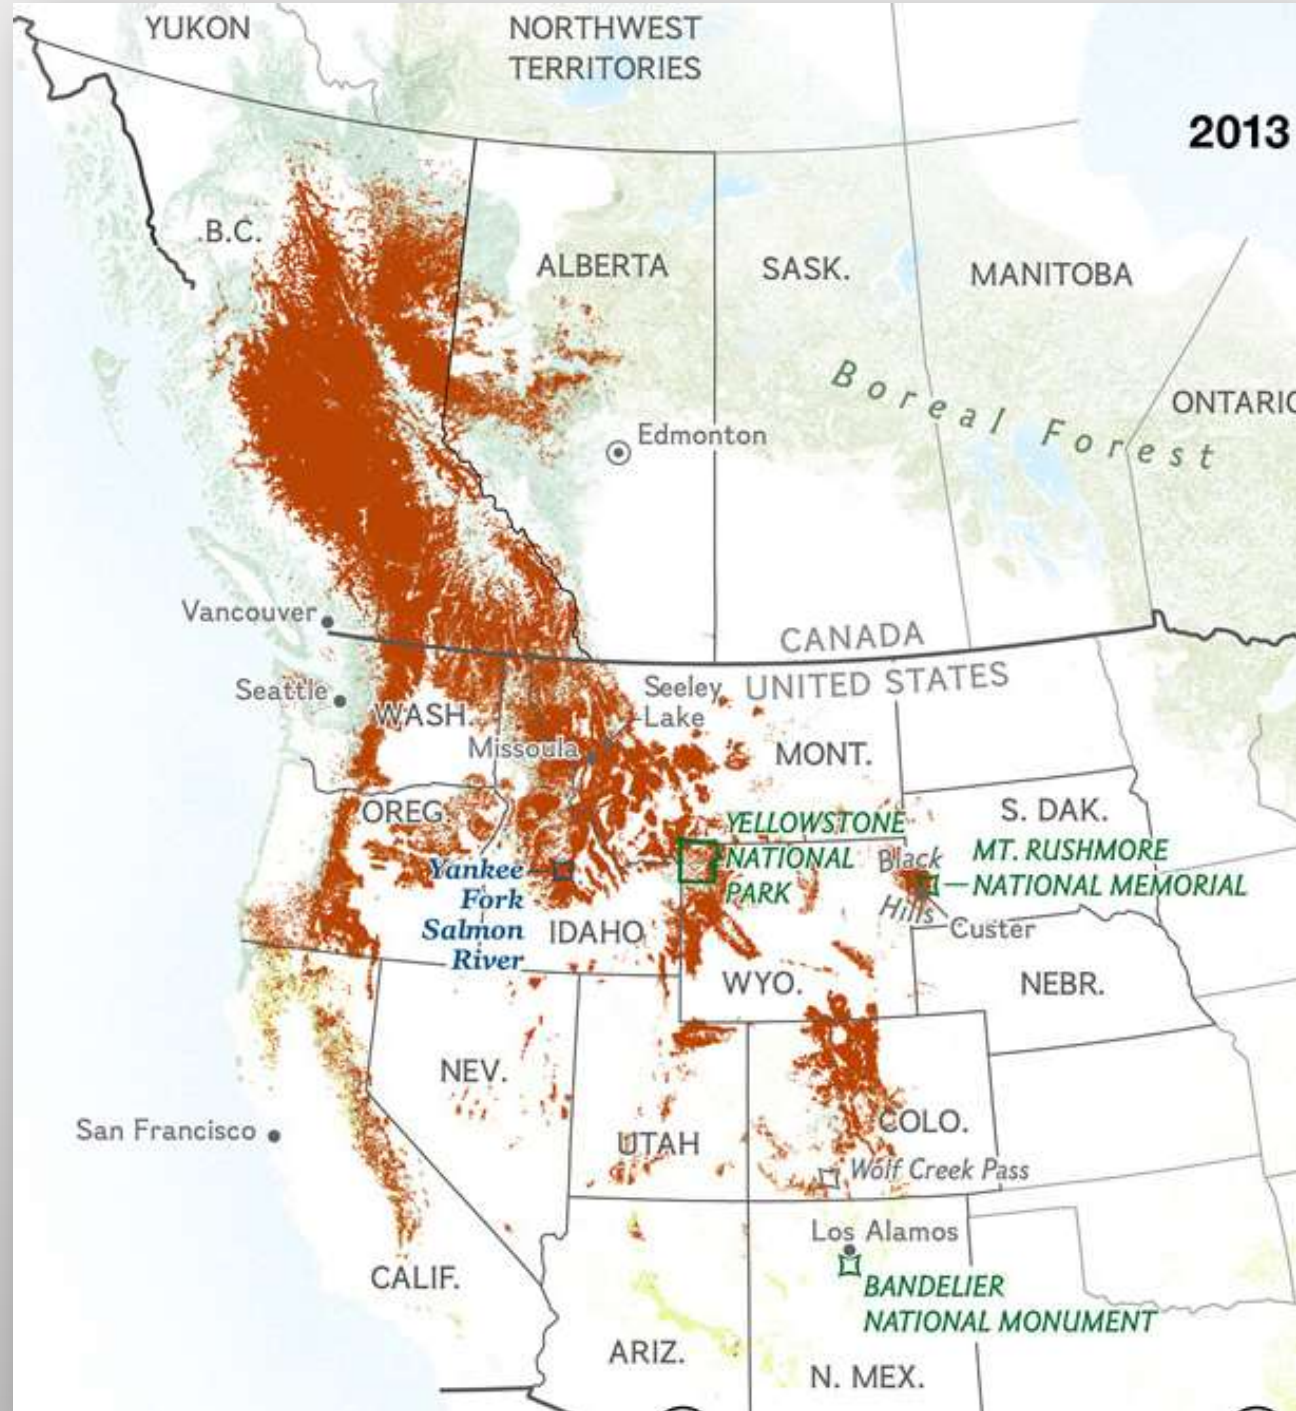 YUKON
NORTHWEST
TERRITORIES
2013
B.C.
ALBERTA
SASK.
MANITOBA
Boreal Forest
ONTARIO
Edmonton
Vancouver
CANADA
UNITED STATES
Seattle
Seeley
Lake
WASH.
Missoula
MONT.
OREG.
S. DAK.
YELLOWSTONE
NATIONAL
PARK
Black
Hills
MT. RUSHMORE
NATIONAL MEMORIAL
Yankee
Fork
Salmon
River
IDAHO
Custer
WYO.
NEBR.
NEV.
San Francisco
UTAH
COLO.
Wolf Creek Pass
Los Alamos
BANDELIER
NATIONAL MONUMENT
CALIF.
ARIZ.
N. MEX.